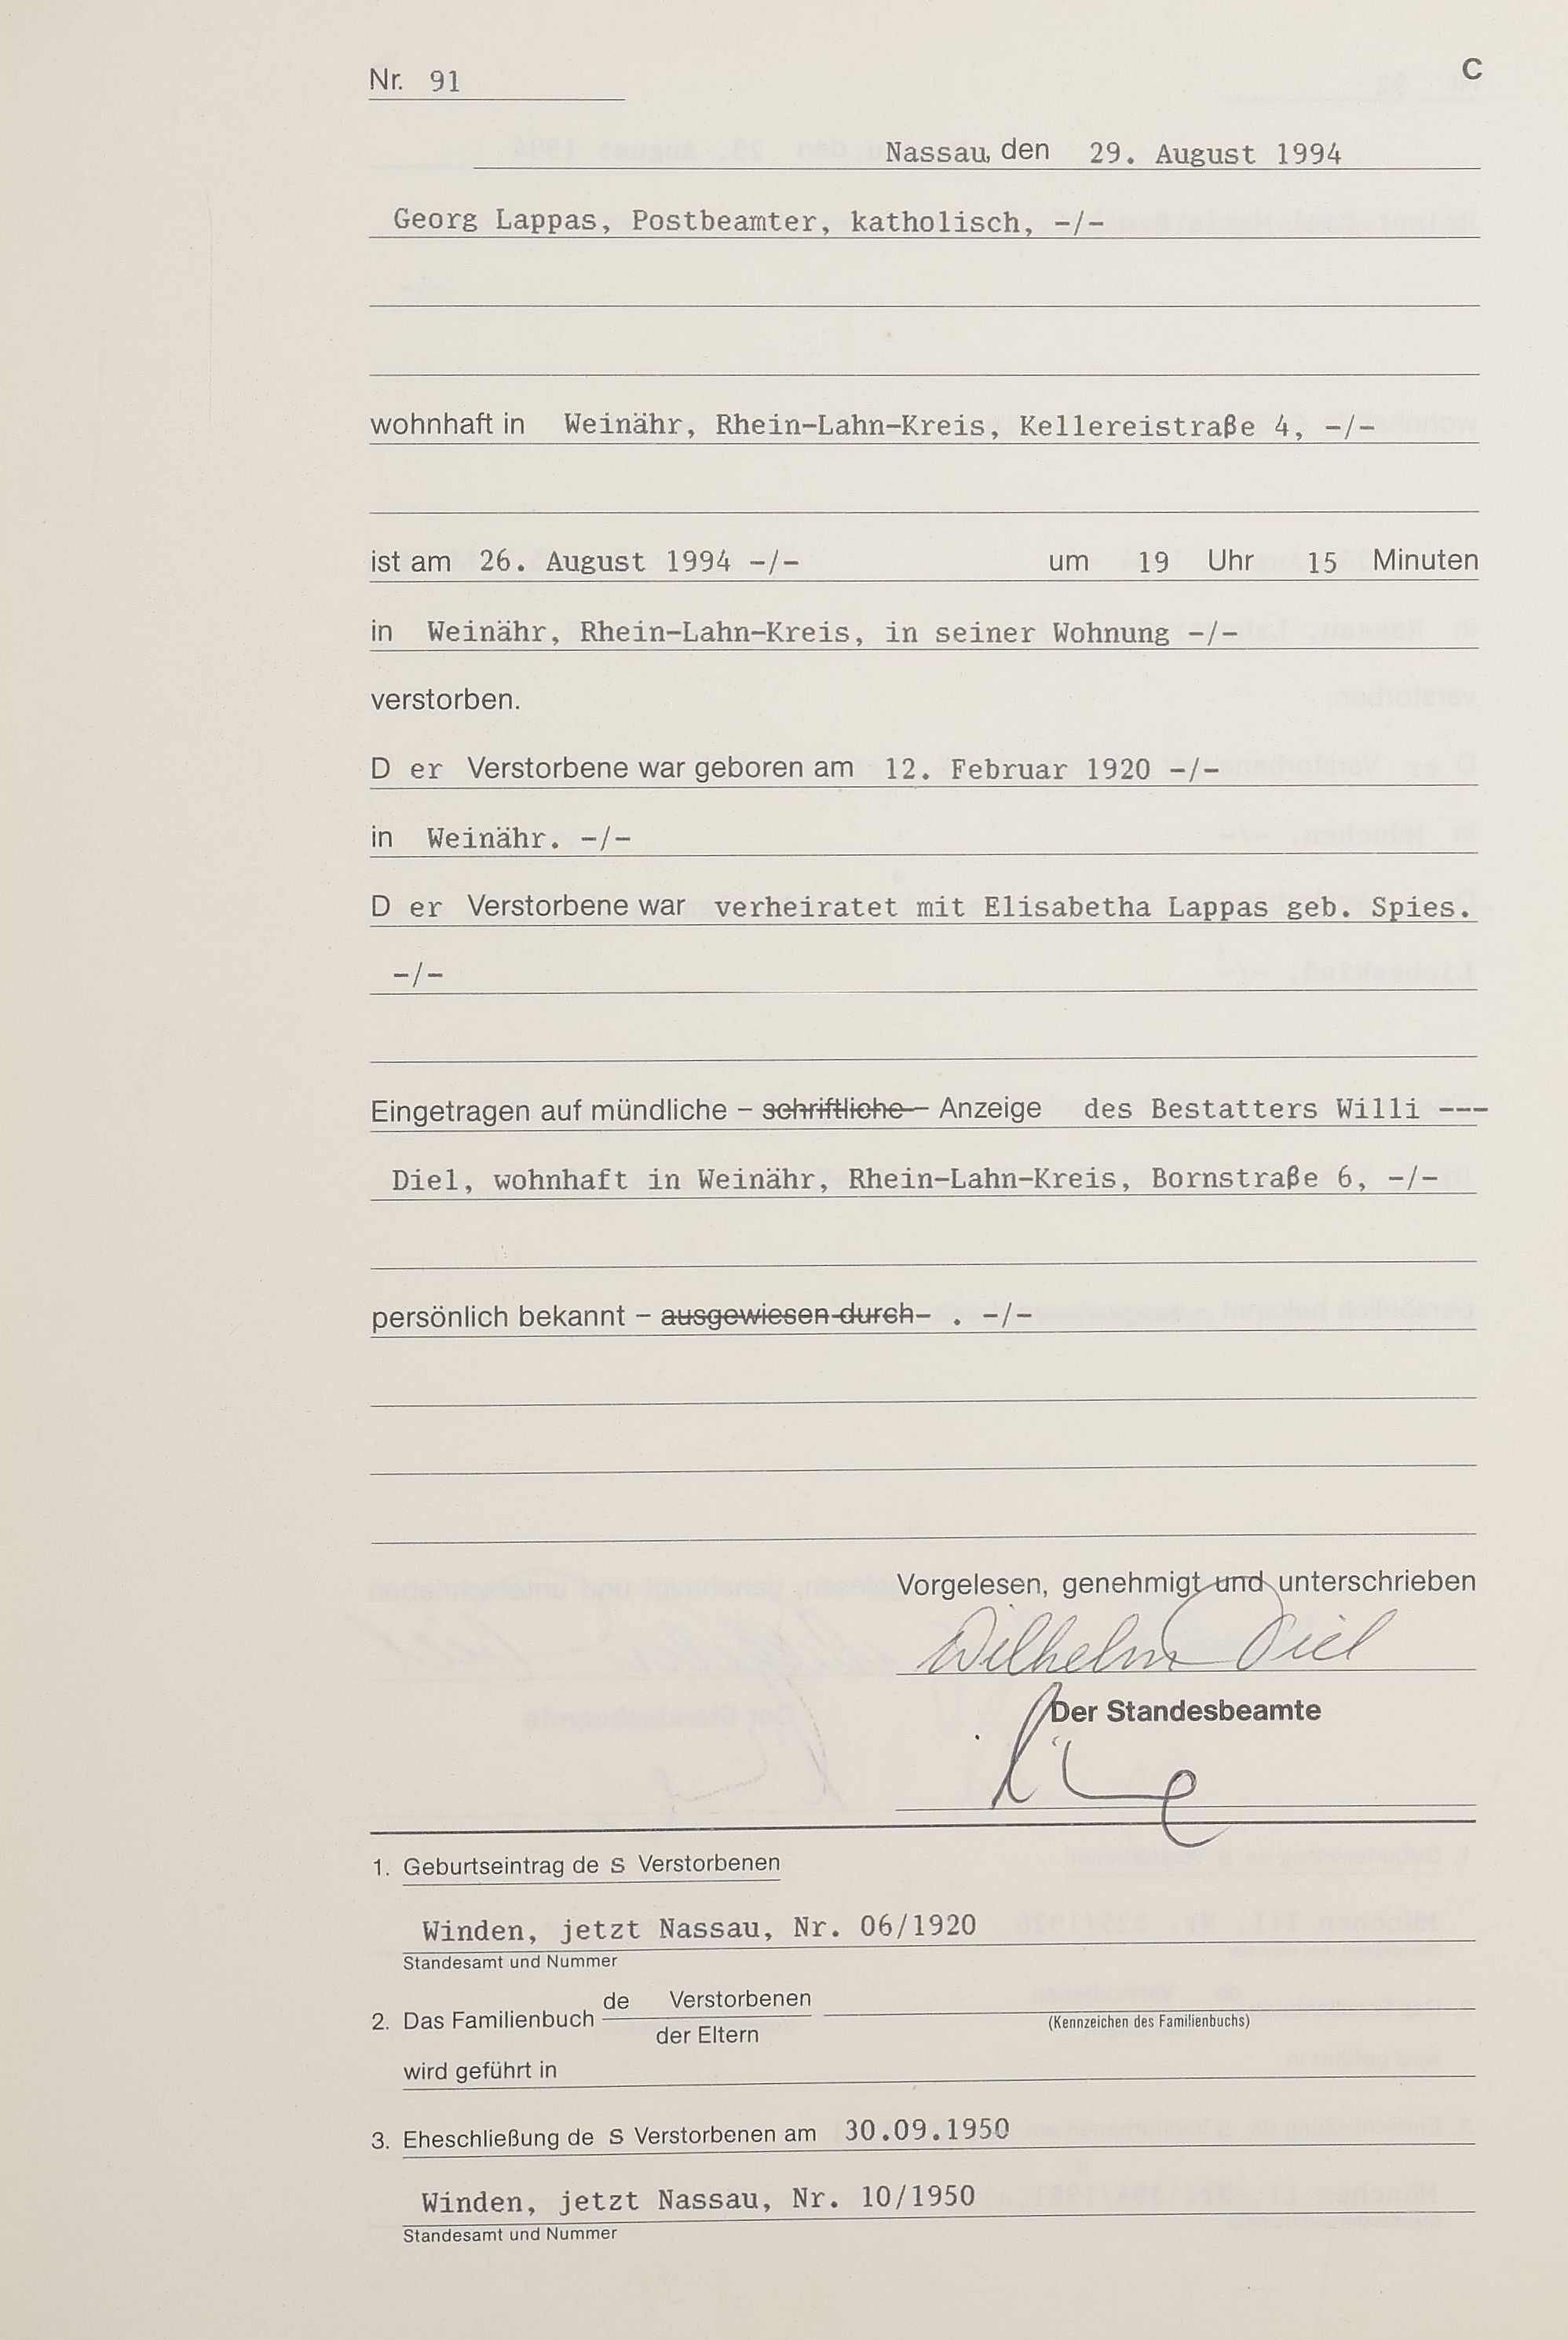 Nr. 91
C
Nassau, den 29. August 1994
Georg Lappas, Postbeamter, katholisch, -/-
wohnhaft in Weinähr, Rhein-Lahn-Kreis, Kellereistraße 4, -/-
ist am 26. August 1994 -/- um 19 Uhr 15 Minuten
in Weinähr, Rhein-Lahn-Kreis, in seiner Wohnung -/-
verstorben.
D er Verstorbene war geboren am 12. Februar 1920 -/-
in Weinähr. -/-
D er Verstorbene war verheiratet mit Elisabetha Lappas geb. Spies.
-/-
Eingetragen auf mündliche – schriftliche – Anzeige des Bestatters Willi ---
Diel, wohnhaft in Weinähr, Rhein-Lahn-Kreis, Bornstraße 6, -/-
persönlich bekannt – ausgewiesen durch – . -/-
Vorgelesen, genehmigt und unterschrieben
Wilhelm Diel
Der Standesbeamte
1. Geburtseintrag de s Verstorbenen
Winden, jetzt Nassau, Nr. 06/1920
Standesamt und Nummer
de Verstorbenen
2. Das Familienbuch
der Eltern
(Kennzeichen des Familienbuchs)
wird geführt in
3. Eheschließung de s Verstorbenen am 30.09.1950
Winden, jetzt Nassau, Nr. 10/1950
Standesamt und Nummer